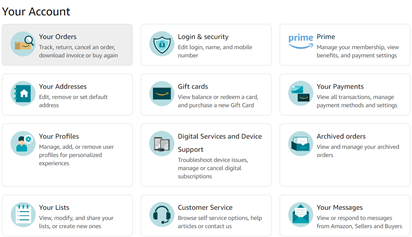 Your Account
Your Orders
Track, return, cancel an order,
download invoice or buy again
Login & security
Edit login, name, and mobile
number
prime
Prime
Manage your membership, view
benefits, and payment settings
Your Addresses
Edit, remove or set default
address
Gift cards
View balance or redeem a card,
and purchase a new Gift Card
Your Payments
View all transactions, manage
payment methods and settings
Your Profiles
Manage, add, or remove user
profiles for personalized
experiences
Digital Services and Device
Support
Troubleshoot device issues,
manage or cancel digital
subscriptions
Archived orders
View and manage your archived
orders
Your Lists
View, modify, and share your
lists, or create new ones
Customer Service
Browse self service options, help
articles or contact us
Your Messages
View or respond to messages
from Amazon, Sellers and Buyers